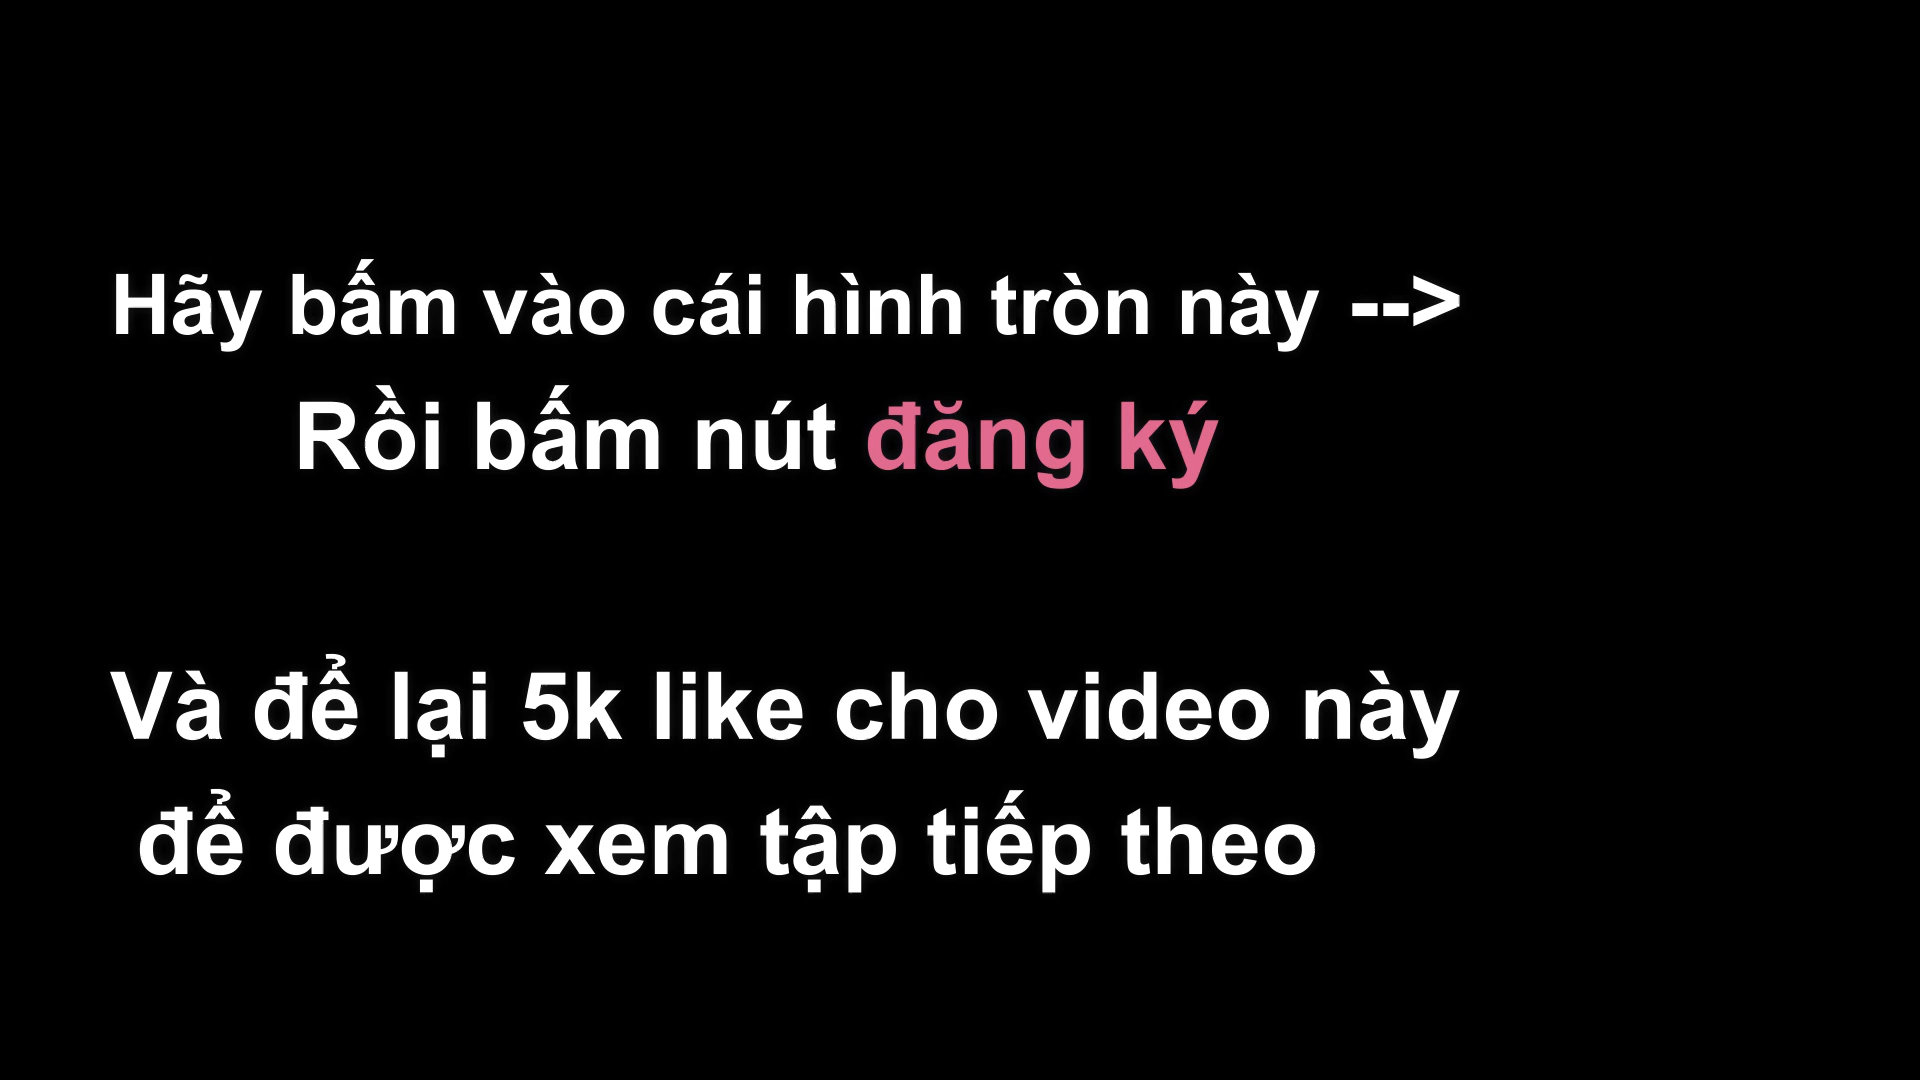 Hãy bấm vào cái hình tròn này -->
Rồi bấm nút đăng ký
Và để lại 5k like cho video này
để được xem tập tiếp theo